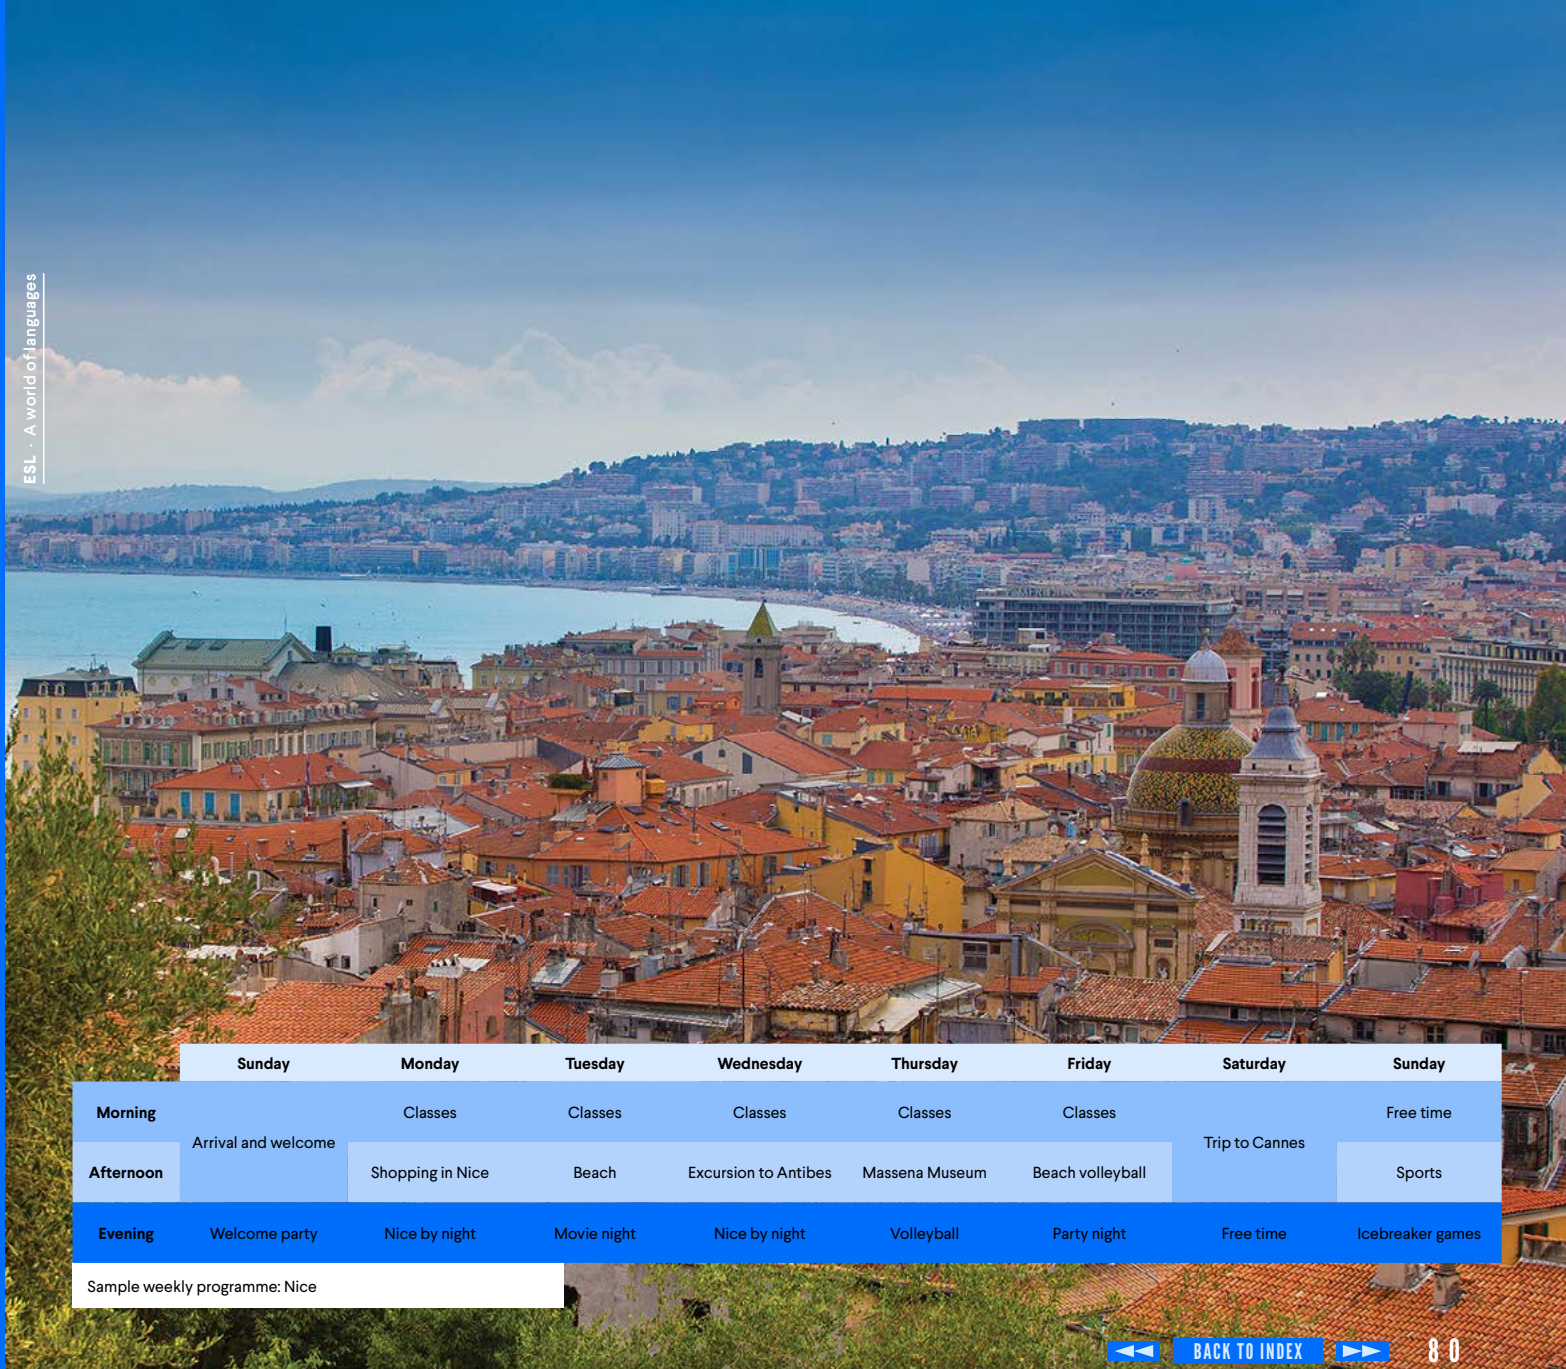 ESL · A world of languages
Sunday Monday Tuesday Wednesday Thursday Friday Saturday Sunday
Morning Classes Classes Classes Classes Classes Free time
Arrival and welcome Trip to Cannes
Afternoon Shopping in Nice Beach Excursion to Antibes Massena Museum Beach volleyball Sports
Evening Welcome party Nice by night Movie night Nice by night Volleyball Party night Free time Icebreaker games
Sample weekly programme: Nice
BACK TO INDEX 80